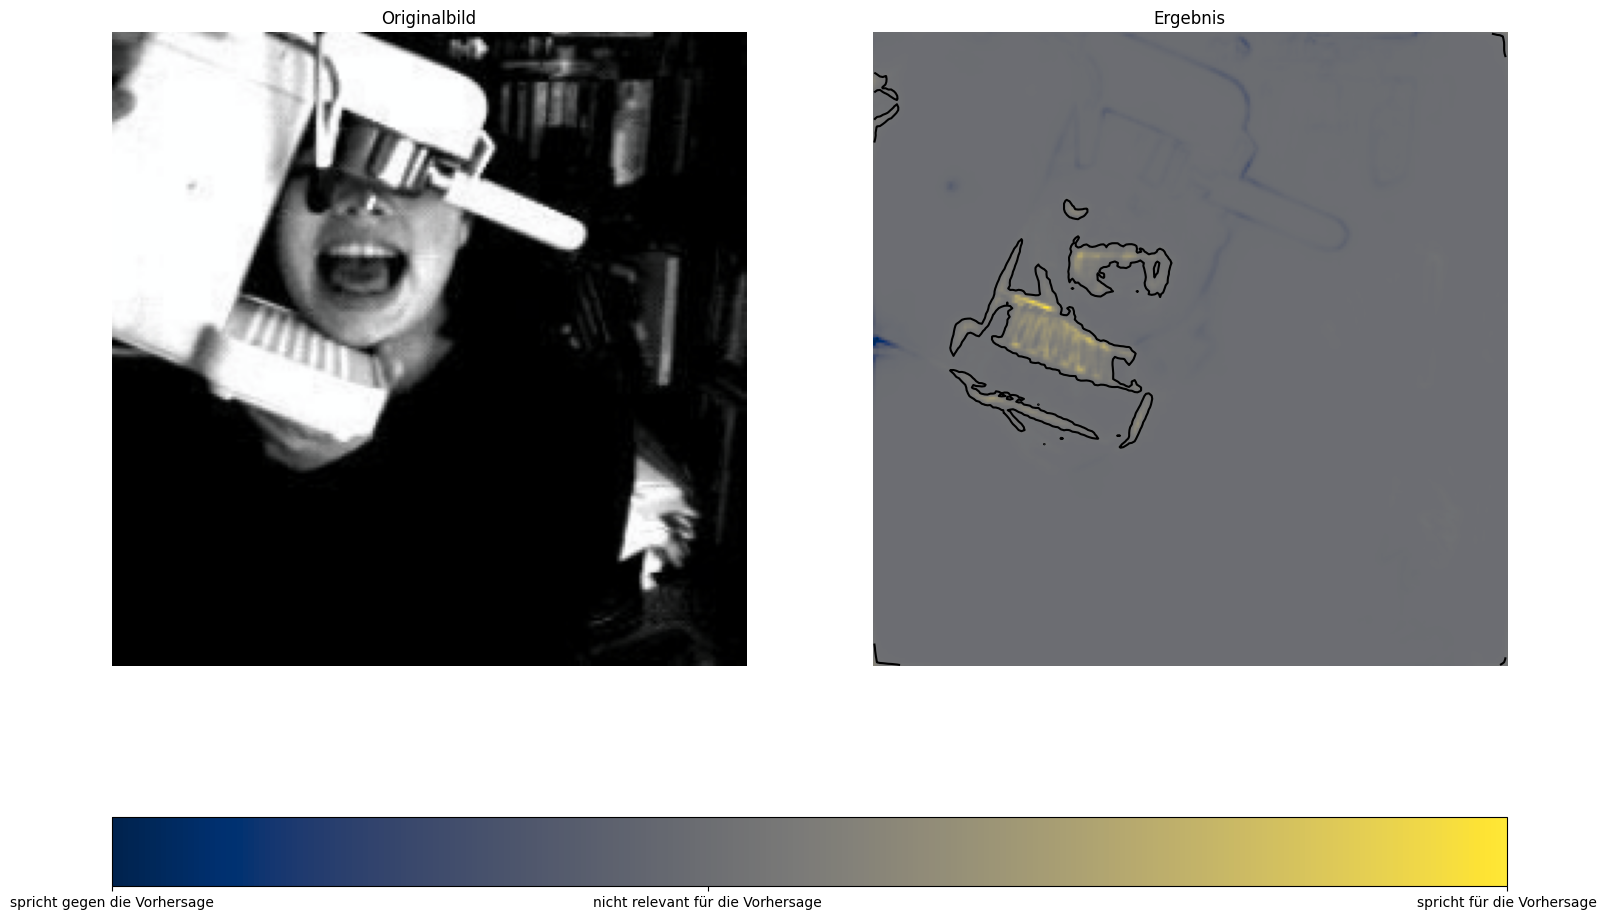 Originalbild
Ergebnis
spricht gegen die Vorhersage
nicht relevant für die Vorhersage
spricht für die Vorhersage